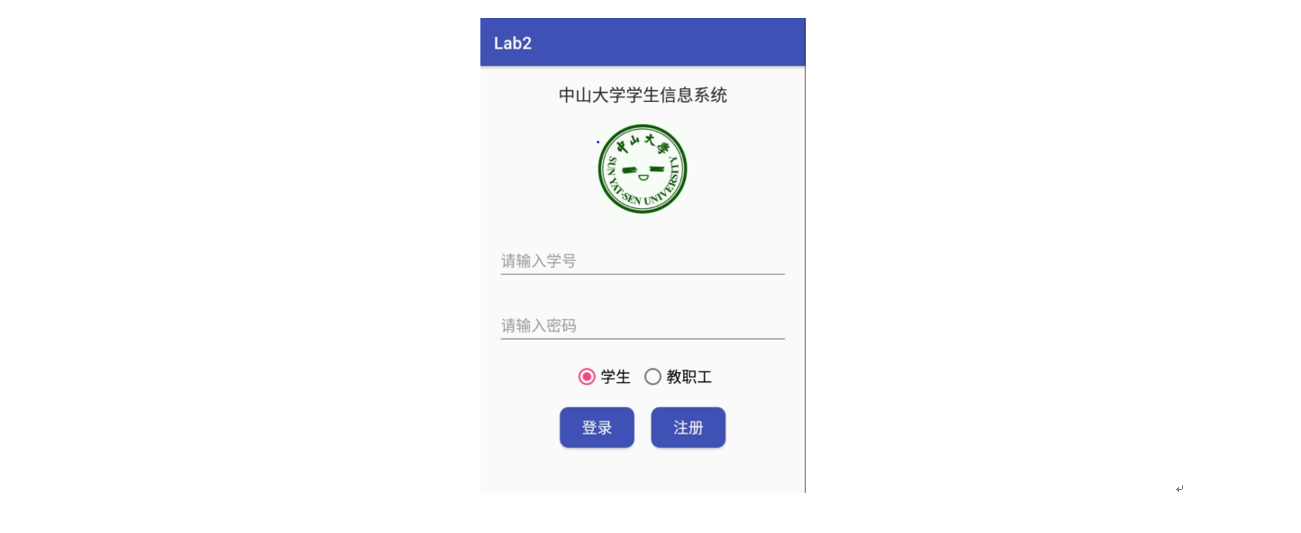 Lab2
中山大学学生信息系统
中山大学
SUN YAT-SEN UNIVERSITY
请输入学号
请输入密码
学生 教职工
登录 注册